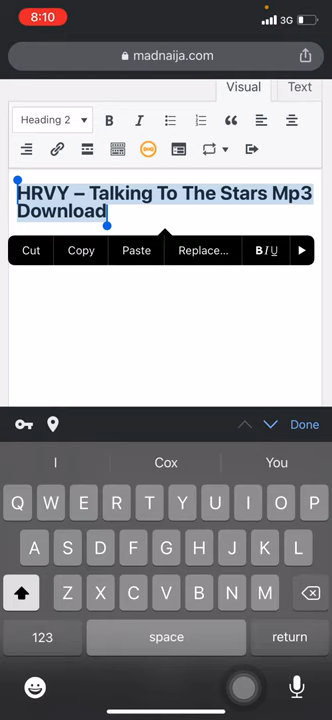 8:10
3G
madnaija.com
Visual
Text
Heading 2
B
I
HRVY – Talking To The Stars Mp3
Download
Cut
Copy
Paste
Replace...
B I U
Done
I
Cox
You
Q W E R T Y U I O P
A S D F G H J K L
Z X C V B N M
123
space
return